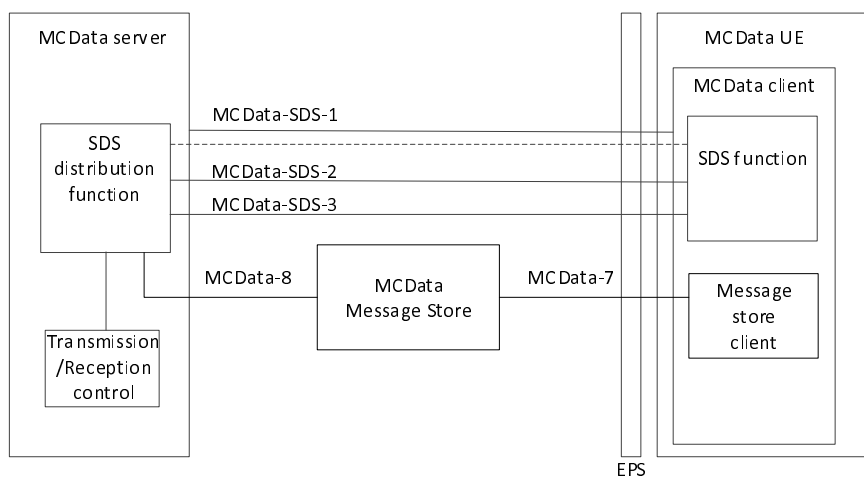 MCData server
MCData UE
MCData client
MCData-SDS-1
SDS
distribution
function
SDS function
MCData-SDS-2
MCData-SDS-3
MCData-8
MCData
Message Store
MCData-7
Message
store
client
Transmission
/Reception
control
EPS